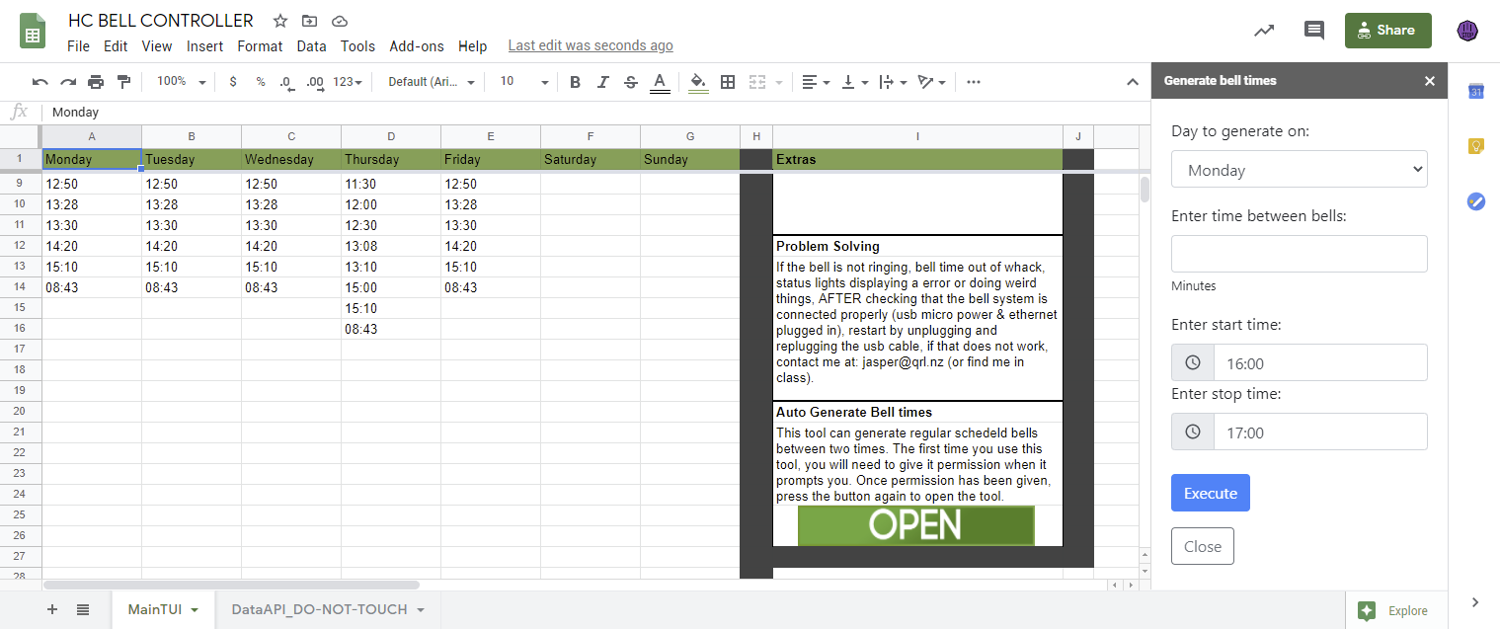 HC BELL CONTROLLER
File Edit View Insert Format Data Tools Add-ons Help Last edit was seconds ago
Share
100% $ % .0 .00 123 Default (Ari... 10 B I S A
fx Monday
A B C D E F G H I J
1 Monday Tuesday Wednesday Thursday Friday Saturday Sunday Extras
9 12:50 12:50 12:50 11:30 12:50
10 13:28 13:28 13:28 12:00 13:28
11 13:30 13:30 13:30 12:30 13:30
12 14:20 14:20 14:20 13:08 14:20
13 15:10 15:10 15:10 13:10 15:10
14 08:43 08:43 08:43 15:00 08:43
15 15:10
16 08:43
17
18
19
20
21
22
23
24
25
26
27
28
Problem Solving
If the bell is not ringing, bell time out of whack,
status lights displaying a error or doing weird
things, AFTER checking that the bell system is
connected properly (usb micro power & ethernet
plugged in), restart by unplugging and
replugging the usb cable, if that does not work,
contact me at: jasper@qrl.nz (or find me in
class).
Auto Generate Bell times
This tool can generate regular schedeld bells
between two times. The first time you use this
tool, you will need to give it permission when it
prompts you. Once permission has been given,
press the button again to open the tool.
OPEN
Generate bell times
Day to generate on:
Monday
Enter time between bells:
Minutes
Enter start time:
16:00
Enter stop time:
17:00
Execute
Close
31
MainTUI DataAPI_DO-NOT-TOUCH
Explore